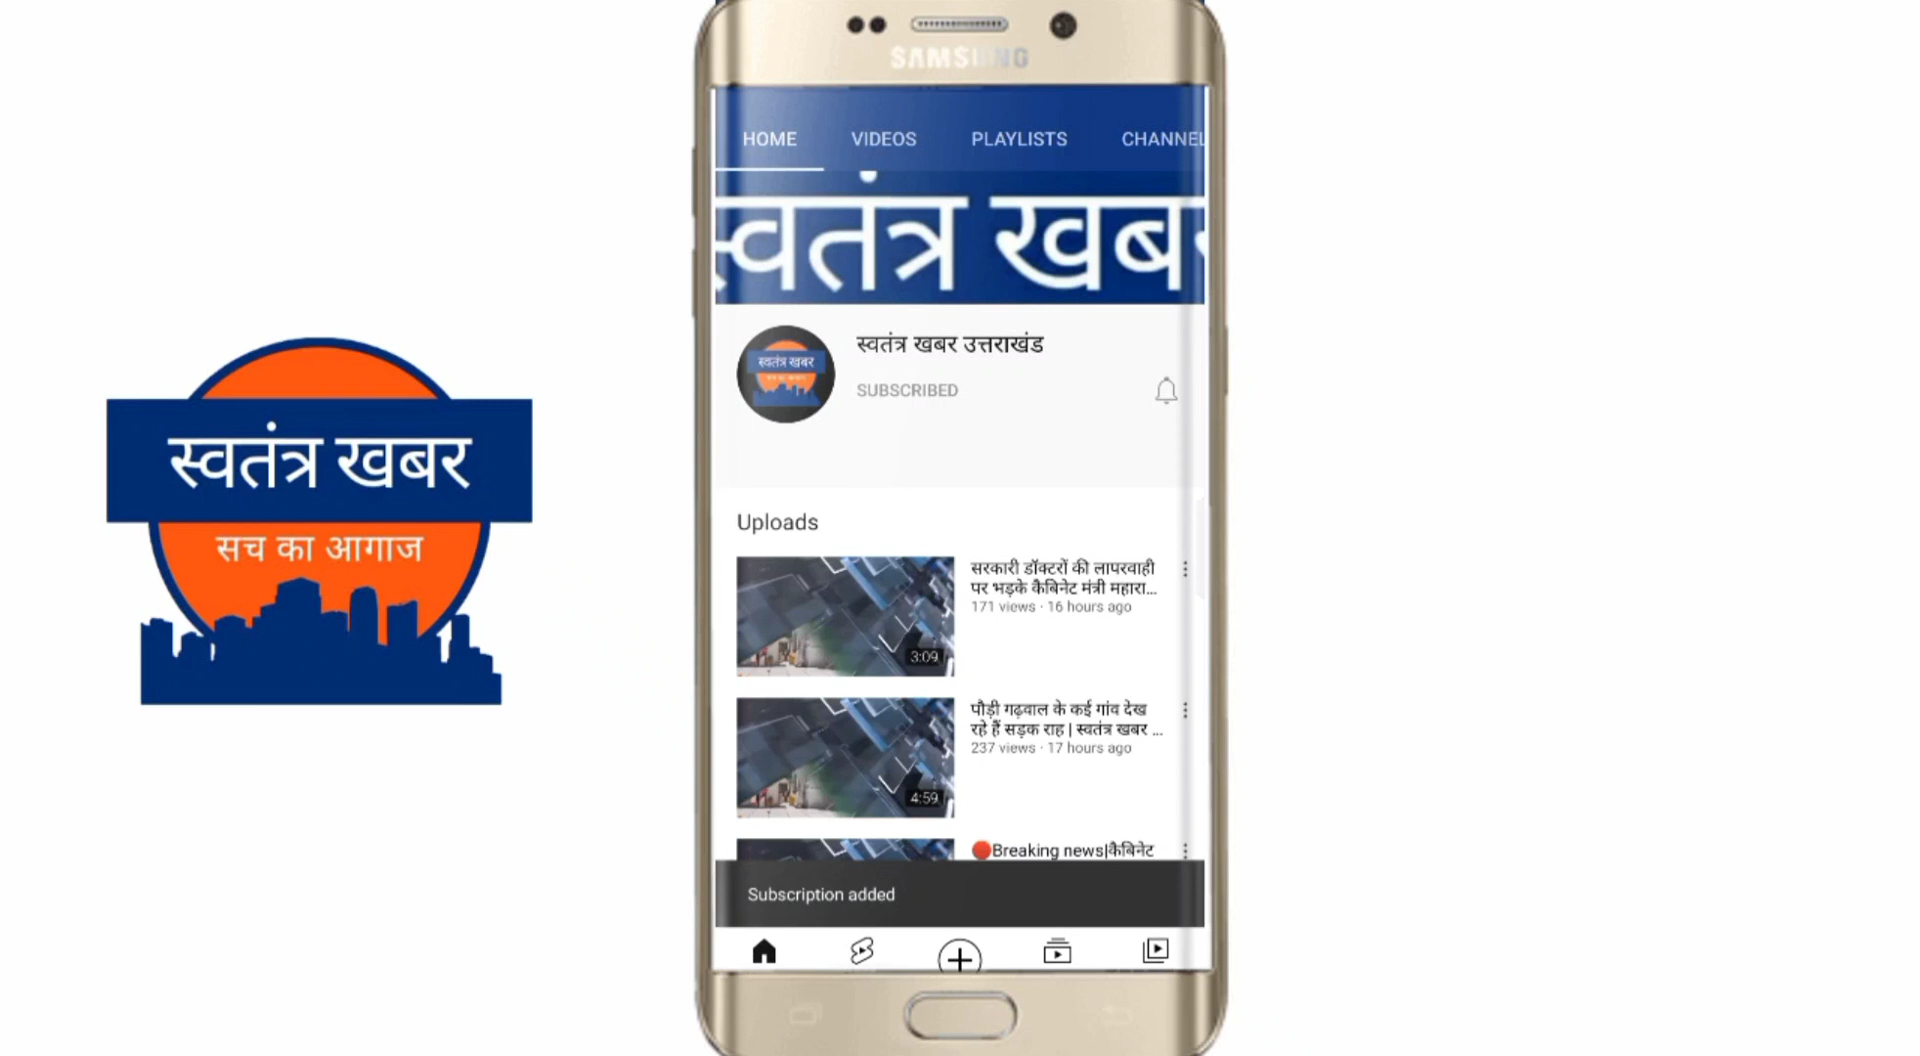 SAMSUNG
HOME VIDEOS PLAYLISTS CHANNEL
स्वतंत्र खबर
स्वतंत्र खबर
सच का आगाज
स्वतंत्र खबर
स्वतंत्र खबर उत्तराखंड
SUBSCRIBED
Uploads
सरकारी डॉक्टरों की लापरवाही
पर भड़के कैबिनेट मंत्री महारा...
171 views · 16 hours ago
3:09
पौड़ी गढ़वाल के कई गांव देख
रहे हैं सड़क राह | स्वतंत्र खबर ...
237 views · 17 hours ago
4:59
🔴Breaking news|कैबिनेट
Subscription added